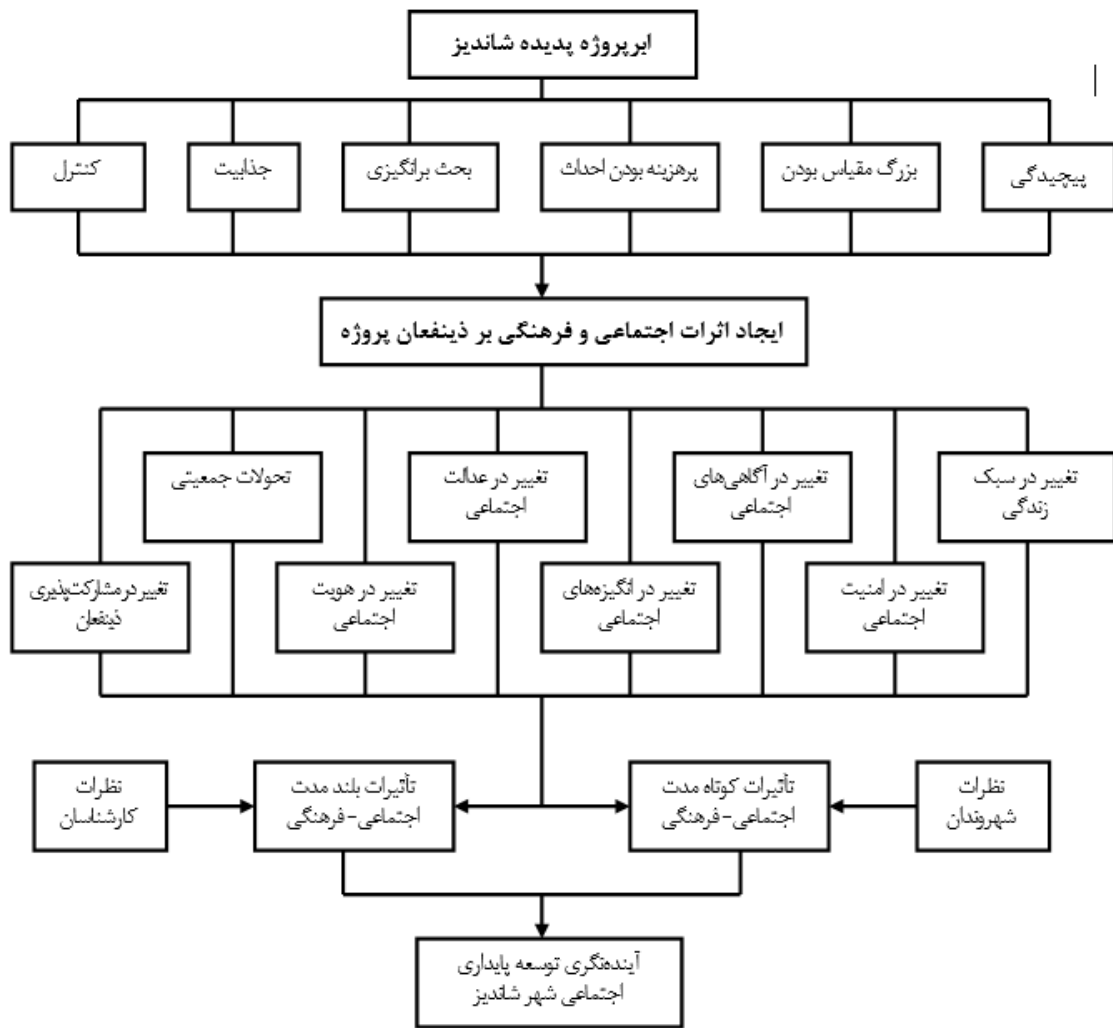 ابرپروژه پدیده شاندیز
پیچیدگی
بزرگ مقیاس بودن
پرهزینه بودن احداث
بحث برانگیزی
جذابیت
کنترل
ایجاد اثرات اجتماعی و فرهنگی بر ذینفعان پروژه
تغییر در سبک
زندگی
تغییر در آگاهی‌های
اجتماعی
تغییر در عدالت
اجتماعی
تحولات جمعیتی
تغییر در امنیت
اجتماعی
تغییر در انگیزه‌های
اجتماعی
تغییر در هویت
اجتماعی
تغییر در مشارکت‌پذیری
ذینفعان
نظرات
شهروندان
تأثیرات کوتاه مدت
اجتماعی-فرهنگی
تأثیرات بلند مدت
اجتماعی-فرهنگی
نظرات
کارشناسان
آینده‌نگری توسعه پایداری
اجتماعی شهر شاندیز